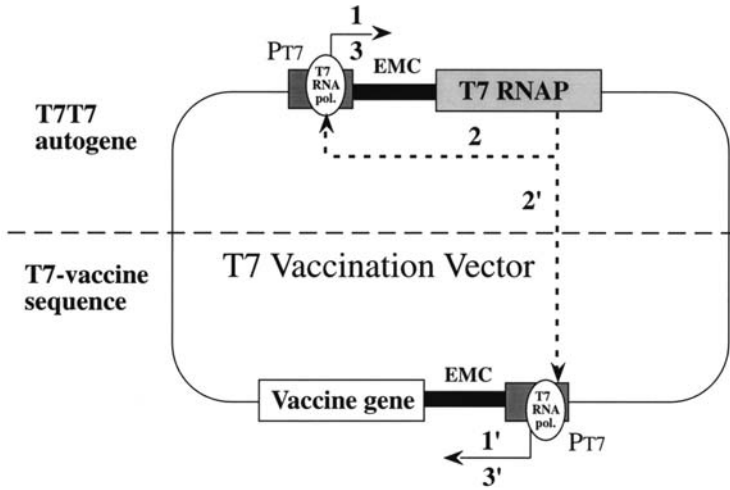 1
PT7
T7
RNA
pol.
3
EMC
T7 RNAP
T7T7
autogene
2
2'
T7-vaccine
sequence
T7 Vaccination Vector
Vaccine gene
EMC
T7
RNA
pol.
PT7
1'
3'